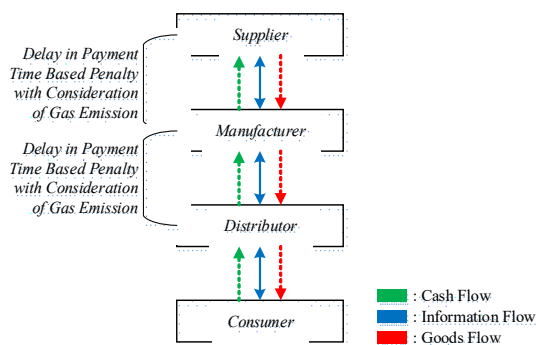 Supplier
Delay in Payment
Time Based Penalty
with Consideration
of Gas Emission
Manufacturer
Delay in Payment
Time Based Penalty
with Consideration
of Gas Emission
Distributor
Consumer
: Cash Flow
: Information Flow
: Goods Flow